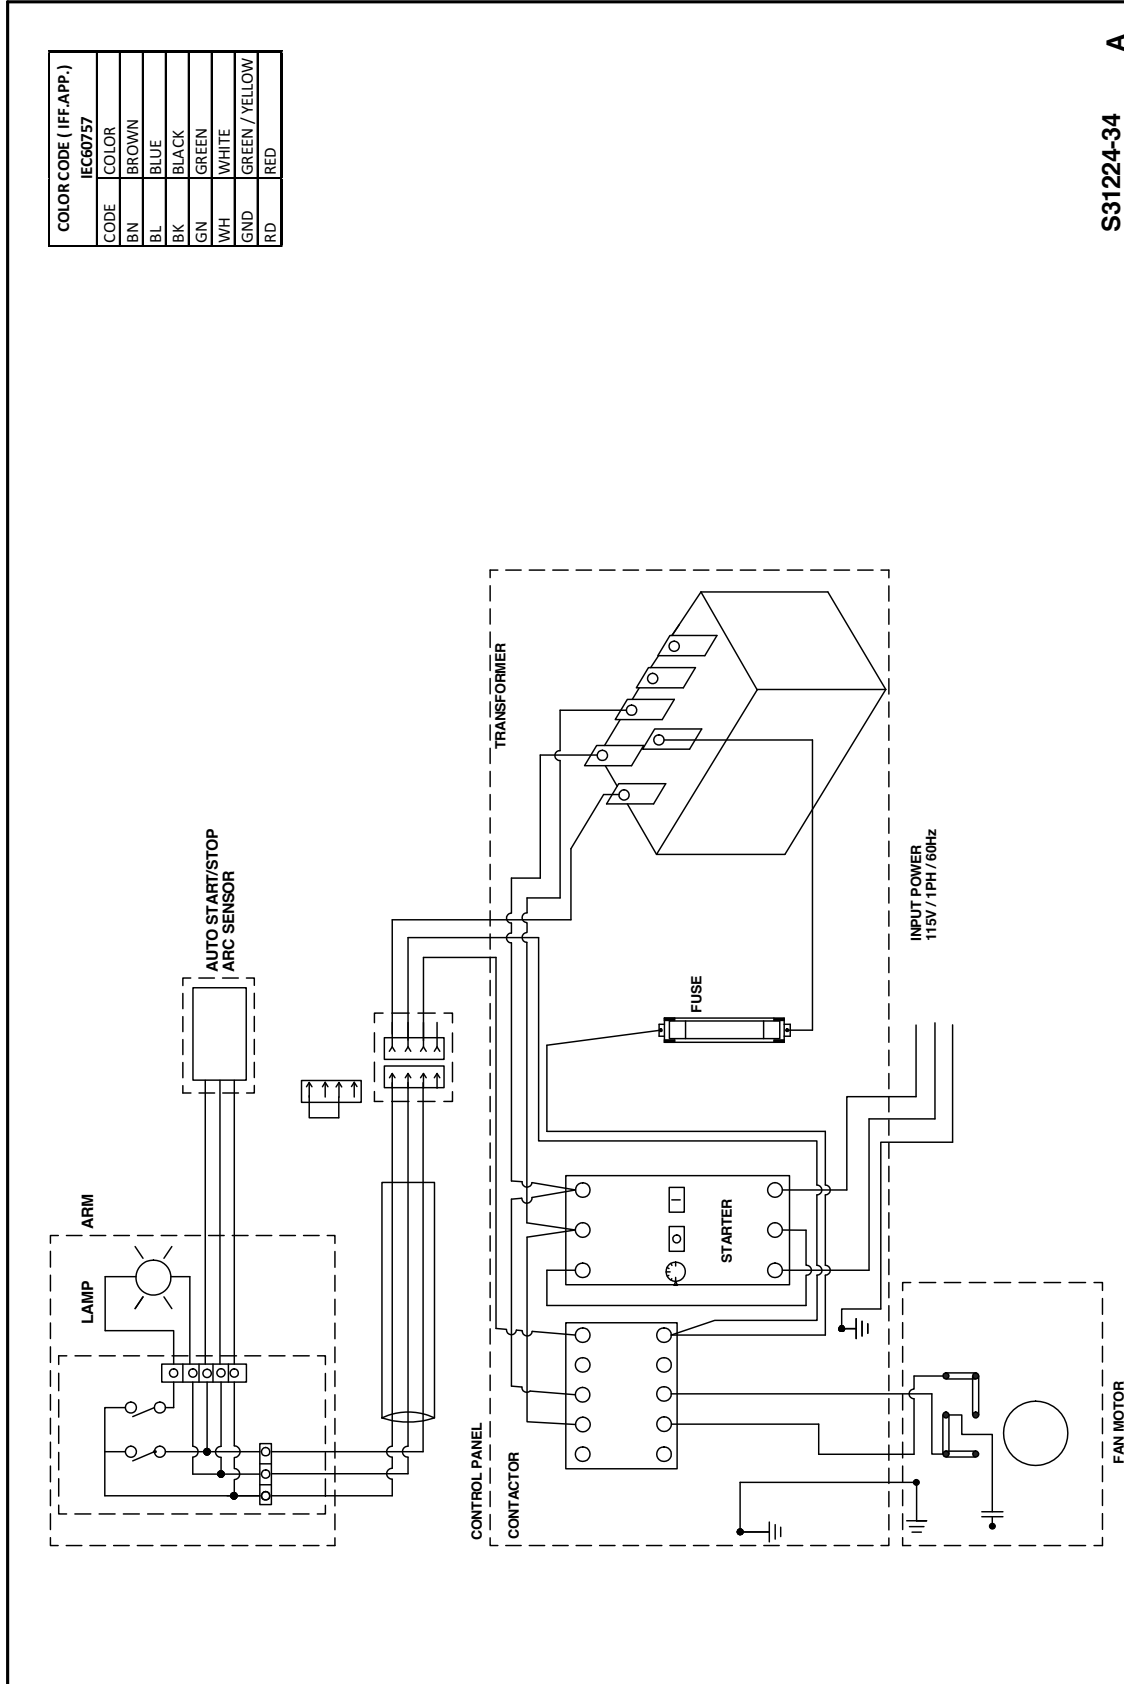 COLOR CODE ( IFF.APP.)
IEC60757
CODE COLOR
BN BROWN
BL BLUE
BK BLACK
GN GREEN
WH WHITE
GND GREEN / YELLOW
RD RED
ARM
LAMP
AUTO START/STOP
ARC SENSOR
CONTROL PANEL
CONTACTOR
TRANSFORMER
STARTER
FUSE
INPUT POWER
115V / 1PH / 60Hz
FAN MOTOR
S31224-34 A